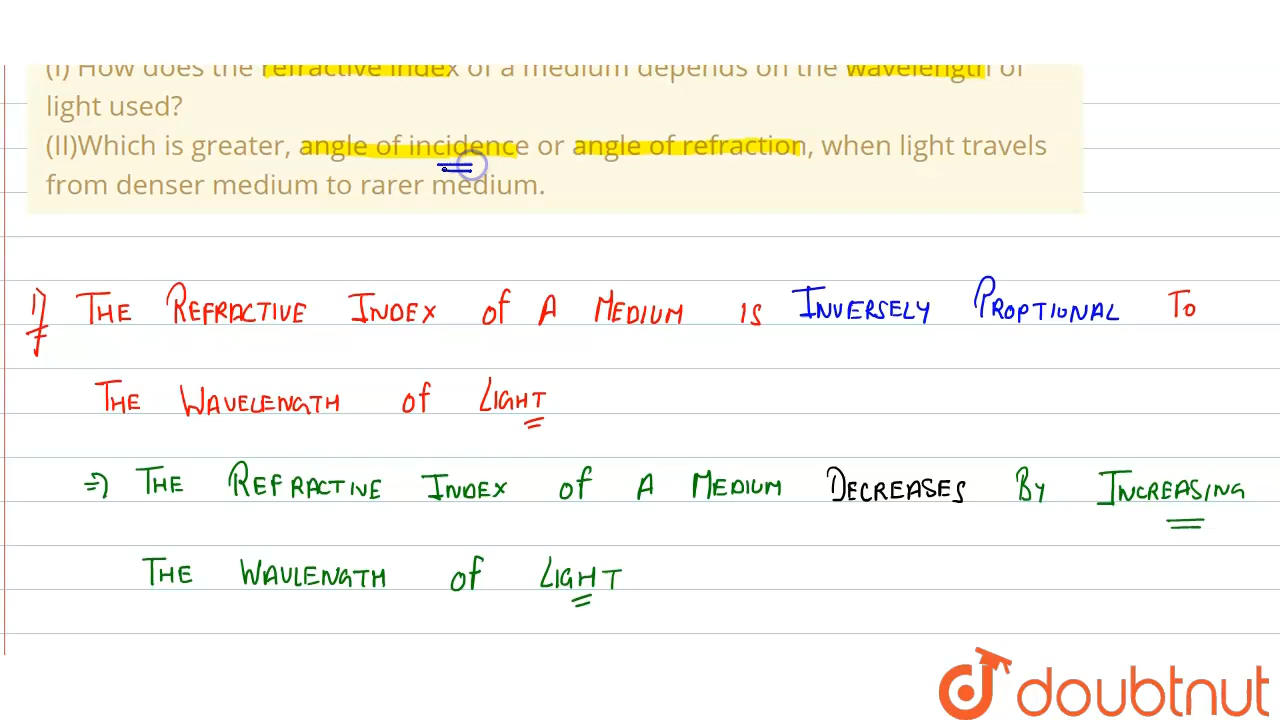 (I) How does the refractive index of a medium depends on the wavelength of
light used?
(II)Which is greater, angle of incidence or angle of refraction, when light travels
from denser medium to rarer medium.
1) THE REFRACTIVE INDEX Of A MEDIUM IS INVERSELY PROPTIONAL TO
THE WAVELENGTH Of LIGHT
=> THE REFRACTIVE INDEX Of A MEDIUM DECREASES By INCREASING
THE WAVLENGTH Of LIGHT
doubtnut